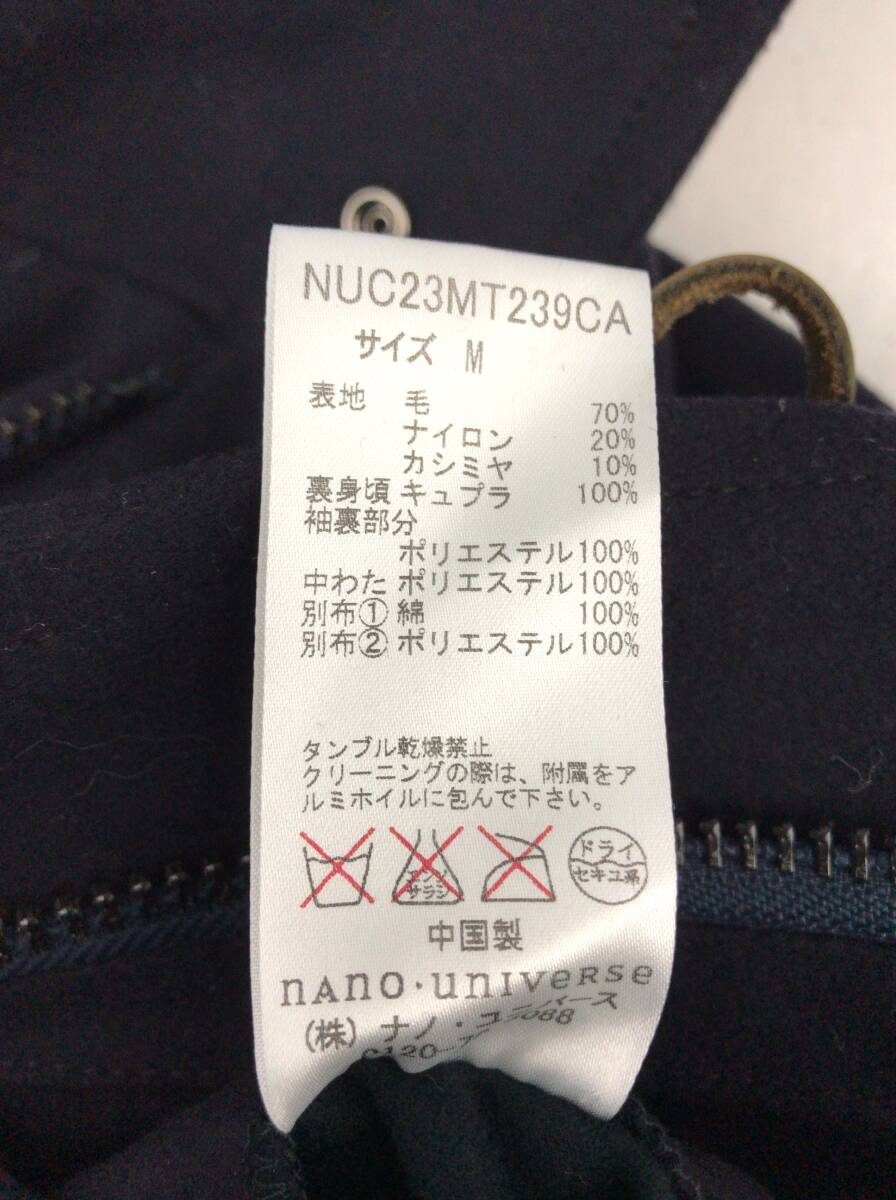 NUC23MT239CA
サイズ M
表地 毛 70%
ナイロン 20%
カシミヤ 10%
裏身頃 キュプラ 100%
袖裏部分
ポリエステル100%
中わた ポリエステル100%
別布① 綿 100%
別布② ポリエステル100%
タンブル乾燥禁止
クリーニングの際は、附属をア
ルミホイルに包んで下さい。
エンソ
サラシ
ドライ
セキユ系
中国製
nAno・universe
(株) ナノ・ユニバース